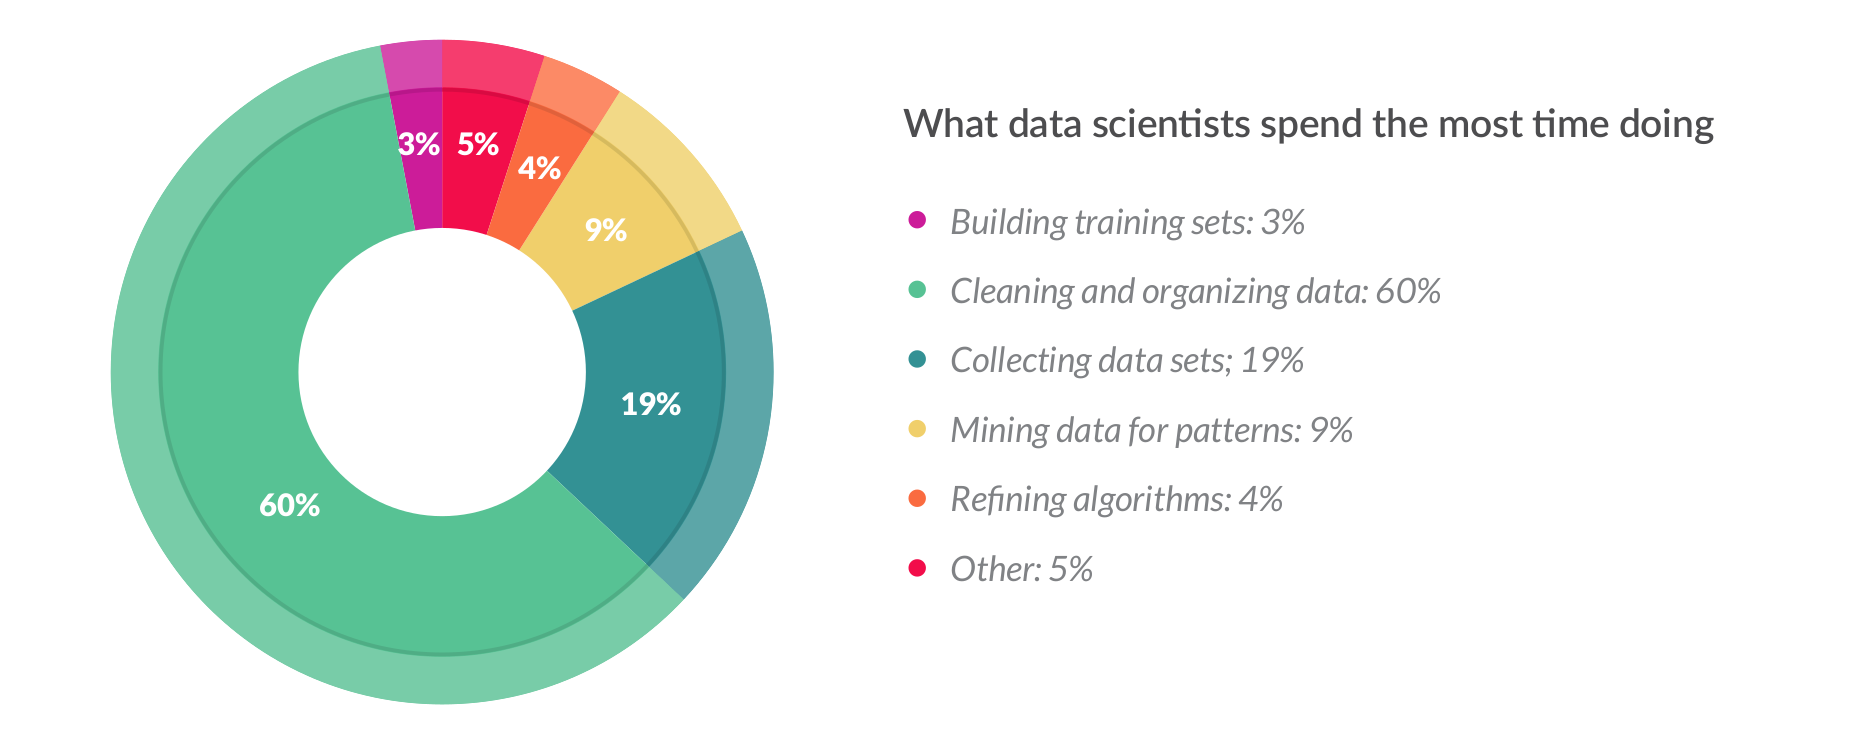 3%
5%
4%
9%
19%
60%
What data scientists spend the most time doing
Building training sets: 3%
Cleaning and organizing data: 60%
Collecting data sets; 19%
Mining data for patterns: 9%
Refining algorithms: 4%
Other: 5%